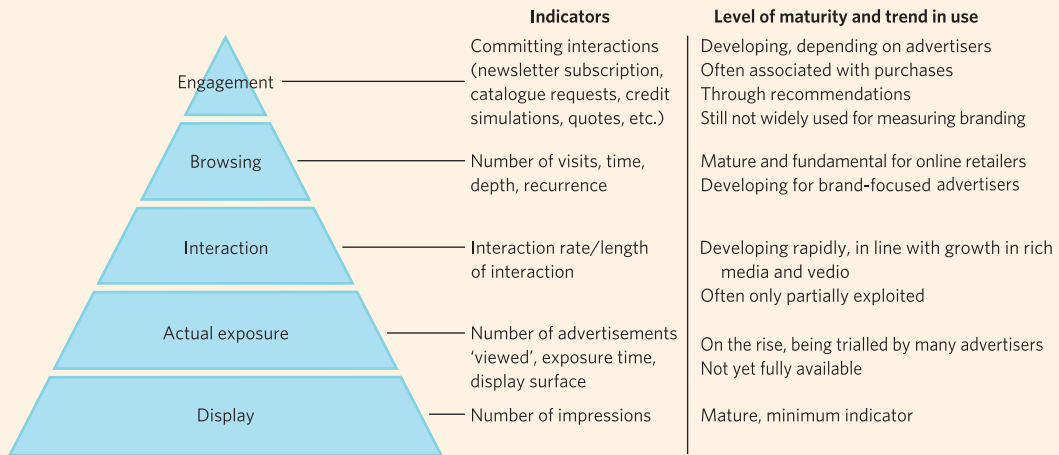 Indicators
Level of maturity and trend in use
Engagement
Committing interactions
(newsletter subscription,
catalogue requests, credit
simulations, quotes, etc.)
Developing, depending on advertisers
Often associated with purchases
Through recommendations
Still not widely used for measuring branding
Browsing
Number of visits, time,
depth, recurrence
Mature and fundamental for online retailers
Developing for brand-focused advertisers
Interaction
Interaction rate/length
of interaction
Developing rapidly, in line with growth in rich
media and vedio
Often only partially exploited
Actual exposure
Number of advertisements
‘viewed’, exposure time,
display surface
On the rise, being trialled by many advertisers
Not yet fully available
Display
Number of impressions
Mature, minimum indicator